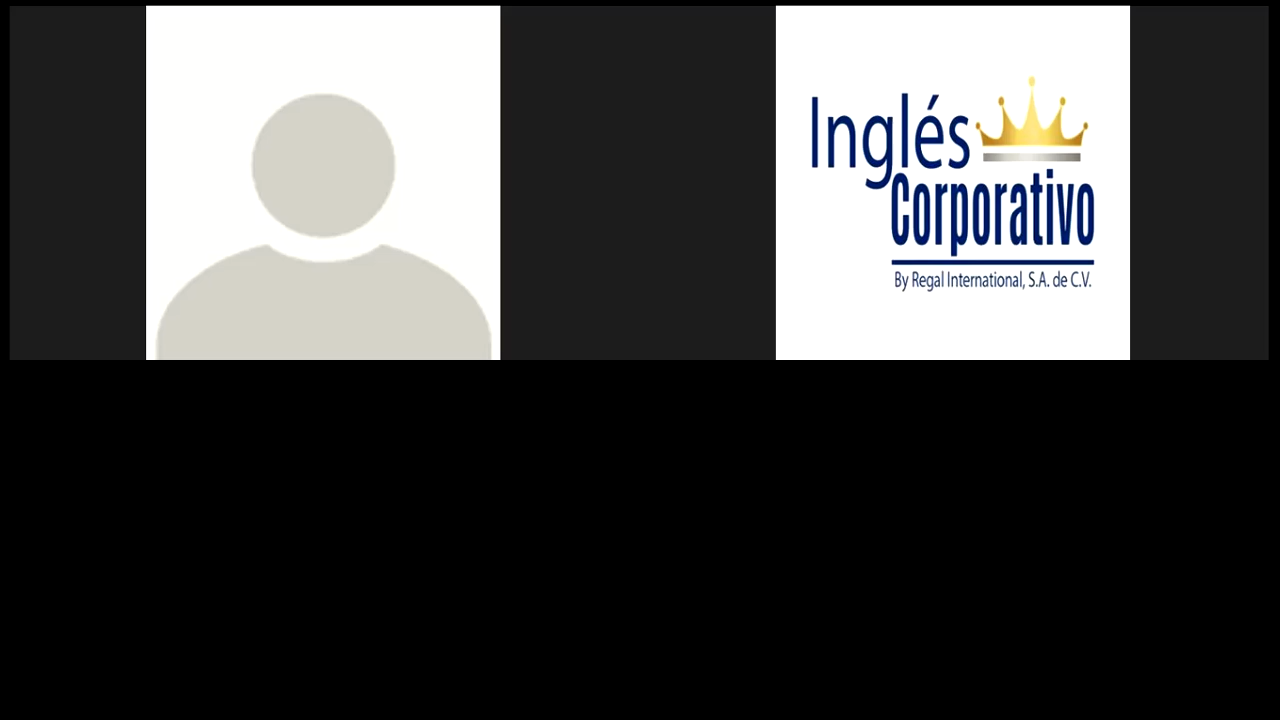 Inglés
Corporativo
By Regal International, S.A. de C.V.